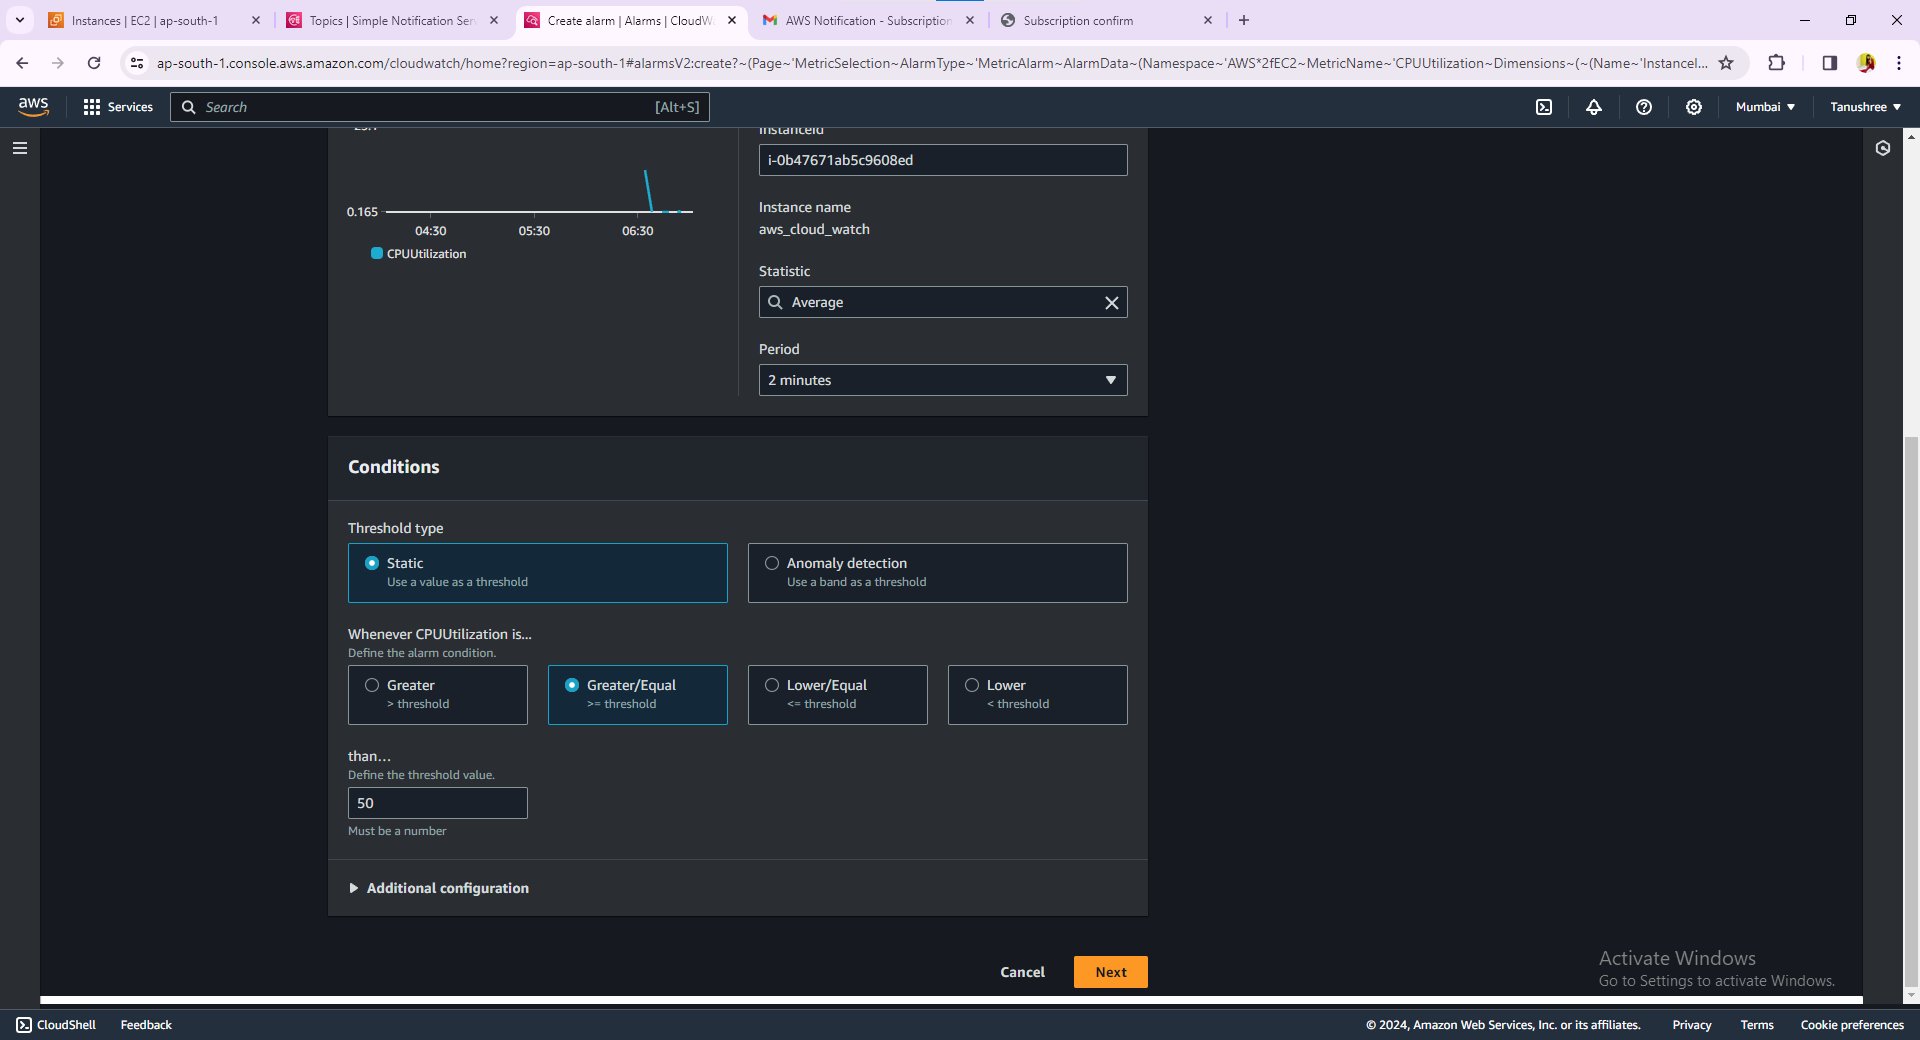 Instances | EC2 | ap-south-1
Topics | Simple Notification Ser
Create alarm | Alarms | CloudW
AWS Notification - Subscription
Subscription confirm
ap-south-1.console.aws.amazon.com/cloudwatch/home?region=ap-south-1#alarmsV2:create?~(Page~'MetricSelection~AlarmType~'MetricAlarm~AlarmData~(Namespace~'AWS*2fEC2~MetricName~'CPUUtilization~Dimensions~(~(Name~'InstanceI...
aws
Services
Search
[Alt+S]
Mumbai
Tanushree
InstanceId
i-0b47671ab5c9608ed
0.165
04:30
05:30
06:30
CPUUtilization
Instance name
aws_cloud_watch
Statistic
Average
Period
2 minutes
Conditions
Threshold type
Static
Use a value as a threshold
Anomaly detection
Use a band as a threshold
Whenever CPUUtilization is...
Define the alarm condition.
Greater
> threshold
Greater/Equal
>= threshold
Lower/Equal
<= threshold
Lower
< threshold
than...
Define the threshold value.
50
Must be a number
Additional configuration
Cancel
Next
Activate Windows
Go to Settings to activate Windows.
CloudShell
Feedback
© 2024, Amazon Web Services, Inc. or its affiliates.
Privacy
Terms
Cookie preferences